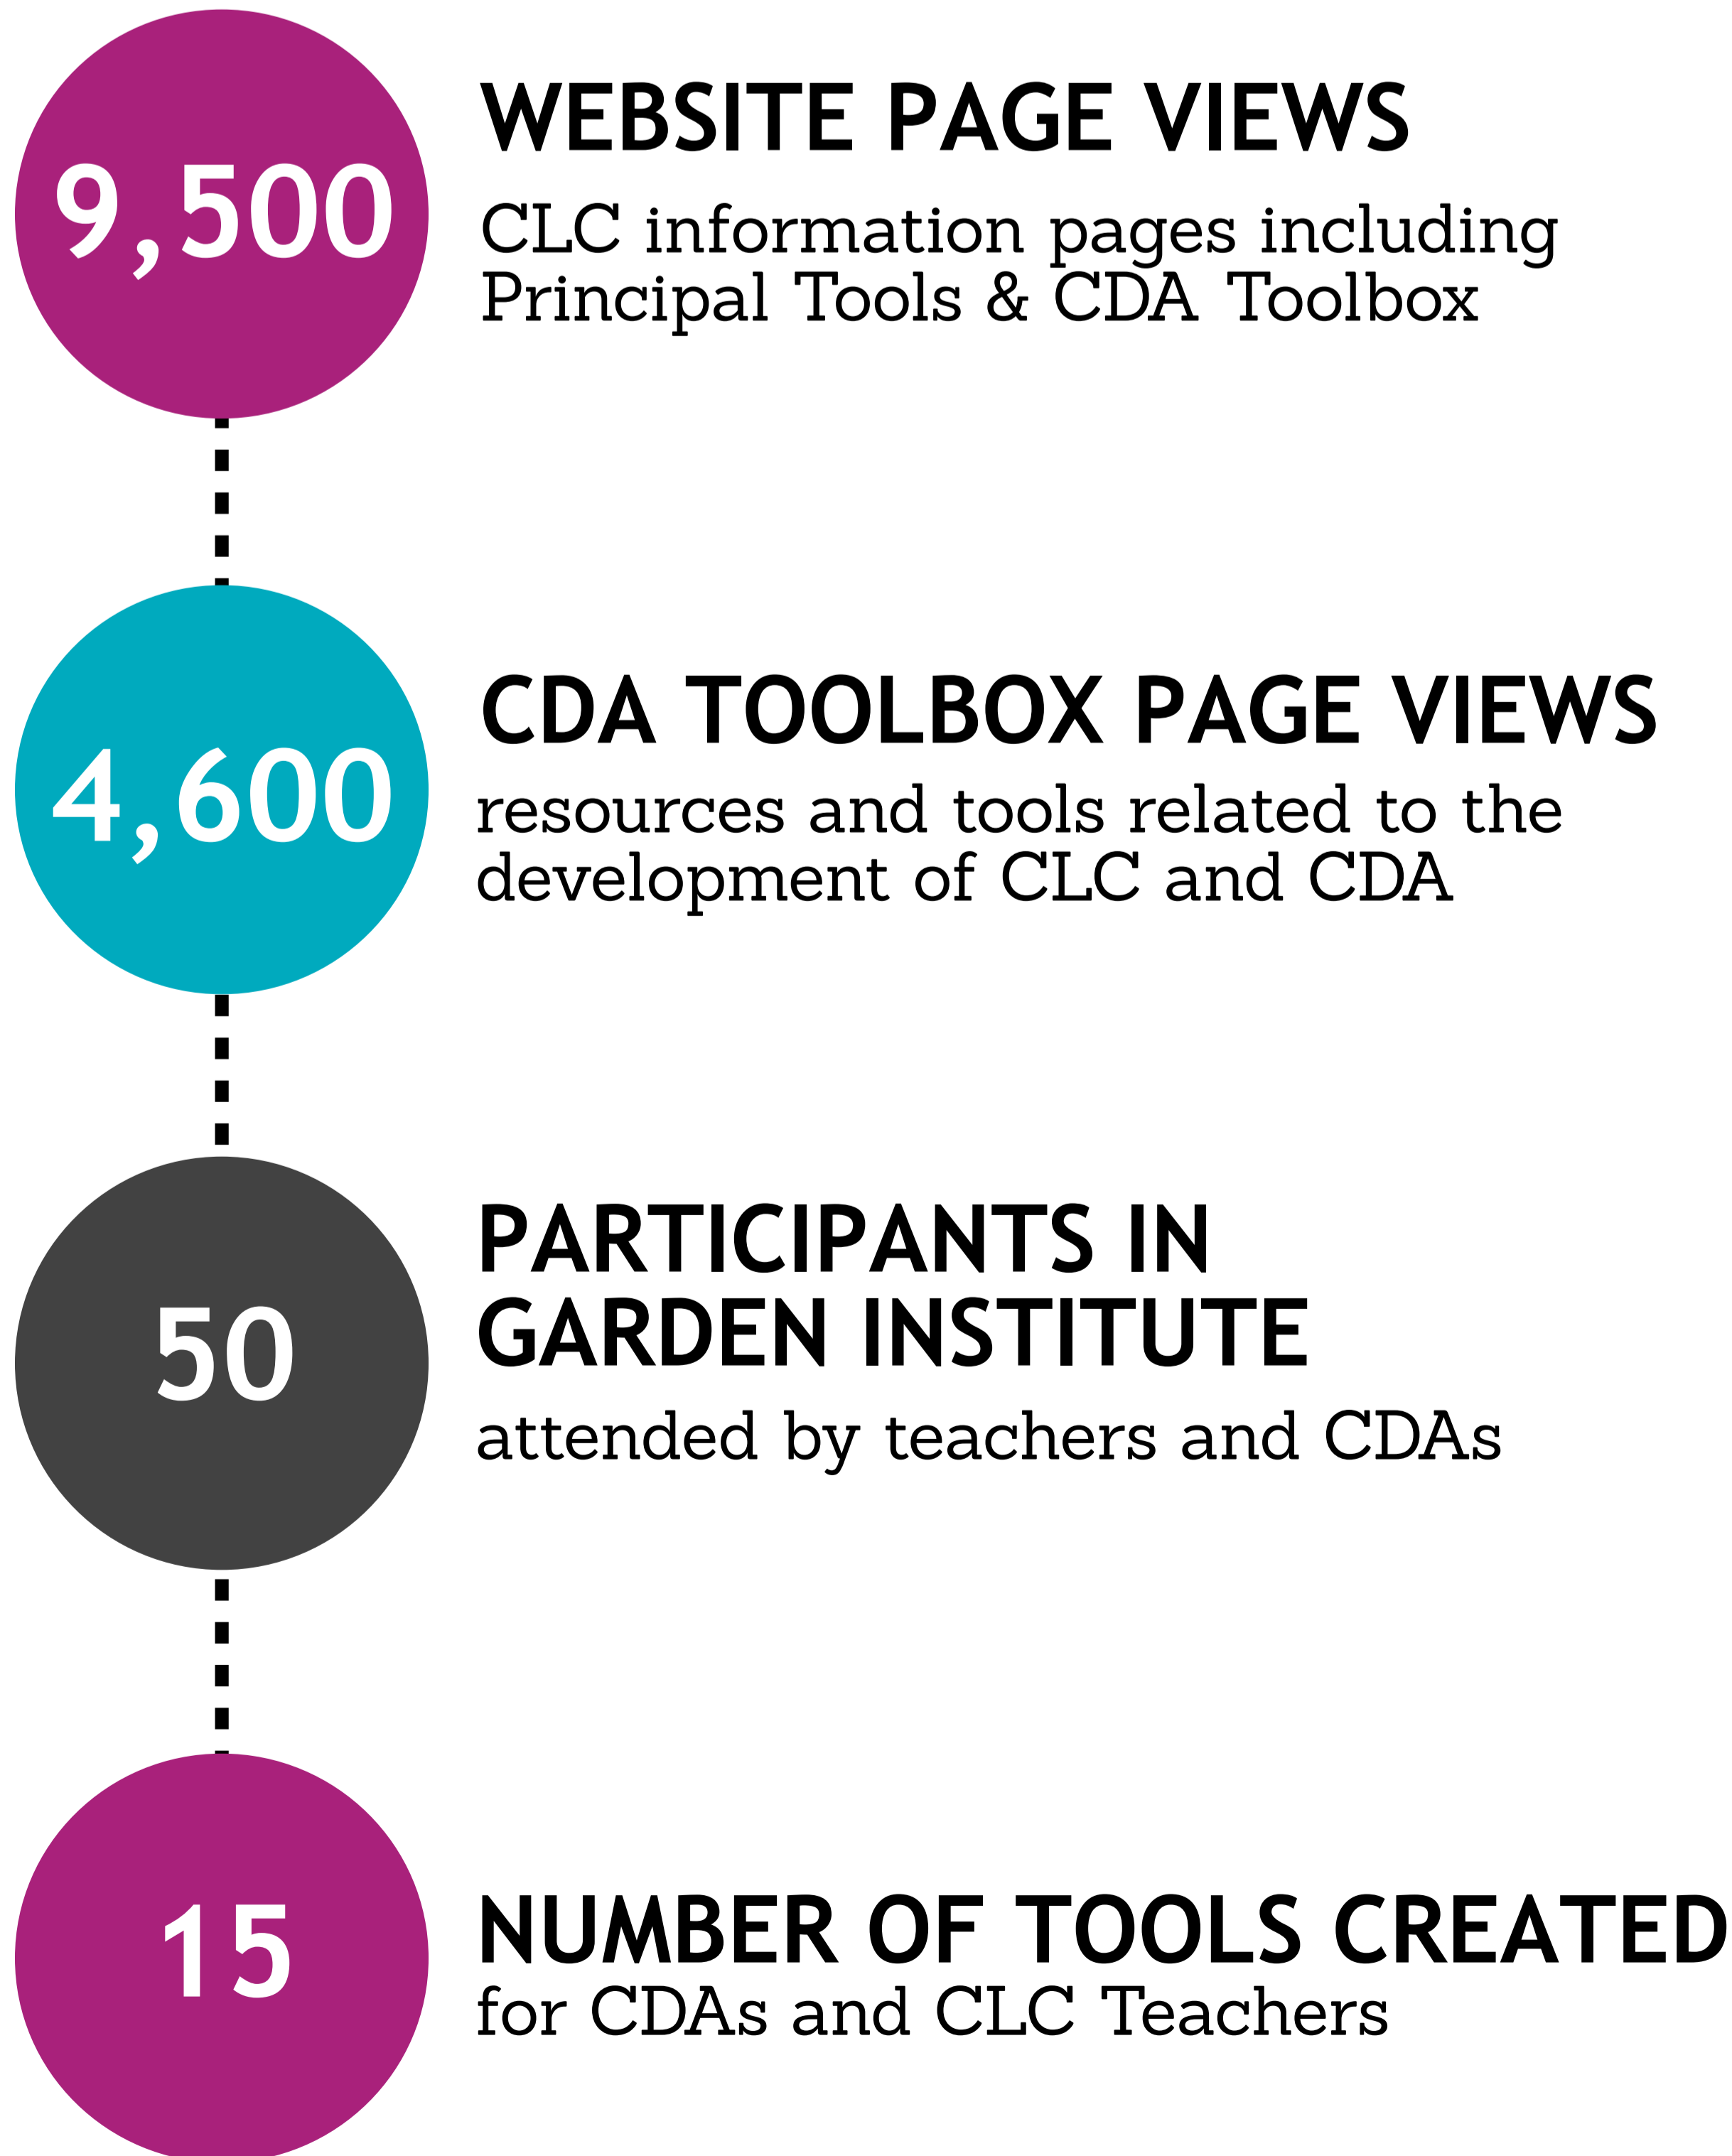 9,500
WEBSITE PAGE VIEWS
CLC information pages incluing
Principal Tools & CDA Toolbox
4,600
CDA TOOLBOX PAGE VIEWS
resources and tools related to the
development of CLC and CDA
50
PARTICIPANTS IN
GARDEN INSTITUTE
attended by teachers and CDAs
15
NUMBER OF TOOLS CREATED
for CDAs and CLC Teachers